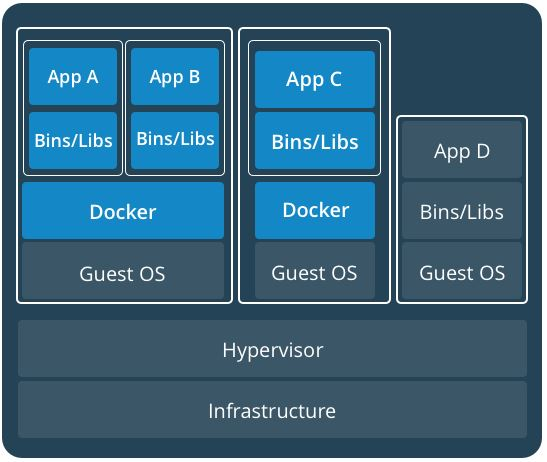 App A
App B
App C
Bins/Libs
Bins/Libs
Bins/Libs
App D
Docker
Docker
Bins/Libs
Guest OS
Guest OS
Guest OS
Hypervisor
Infrastructure